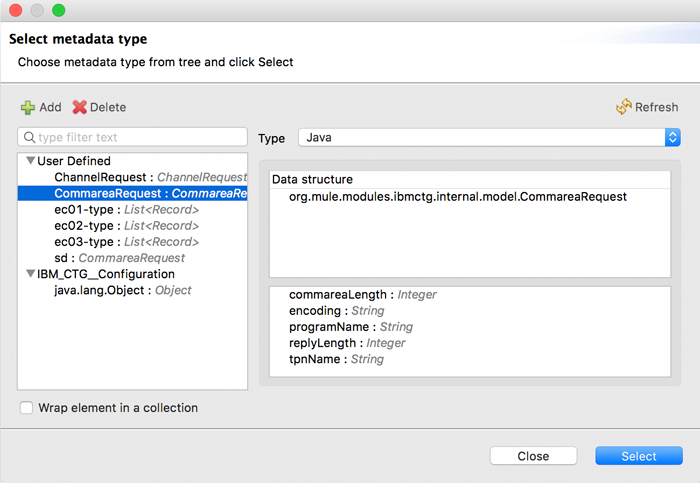 Select metadata type
Choose metadata type from tree and click Select
Add Delete Refresh
type filter text Type Java
User Defined
ChannelRequest : ChannelRequest
CommareaRequest : CommareaRe
ec01-type : List<Record>
ec02-type : List<Record>
ec03-type : List<Record>
sd : CommareaRequest
IBM_CTG__Configuration
java.lang.Object : Object
Data structure
org.mule.modules.ibmctg.internal.model.CommareaRequest
commareaLength : Integer
encoding : String
programName : String
replyLength : Integer
tpnName : String
Wrap element in a collection
Close Select